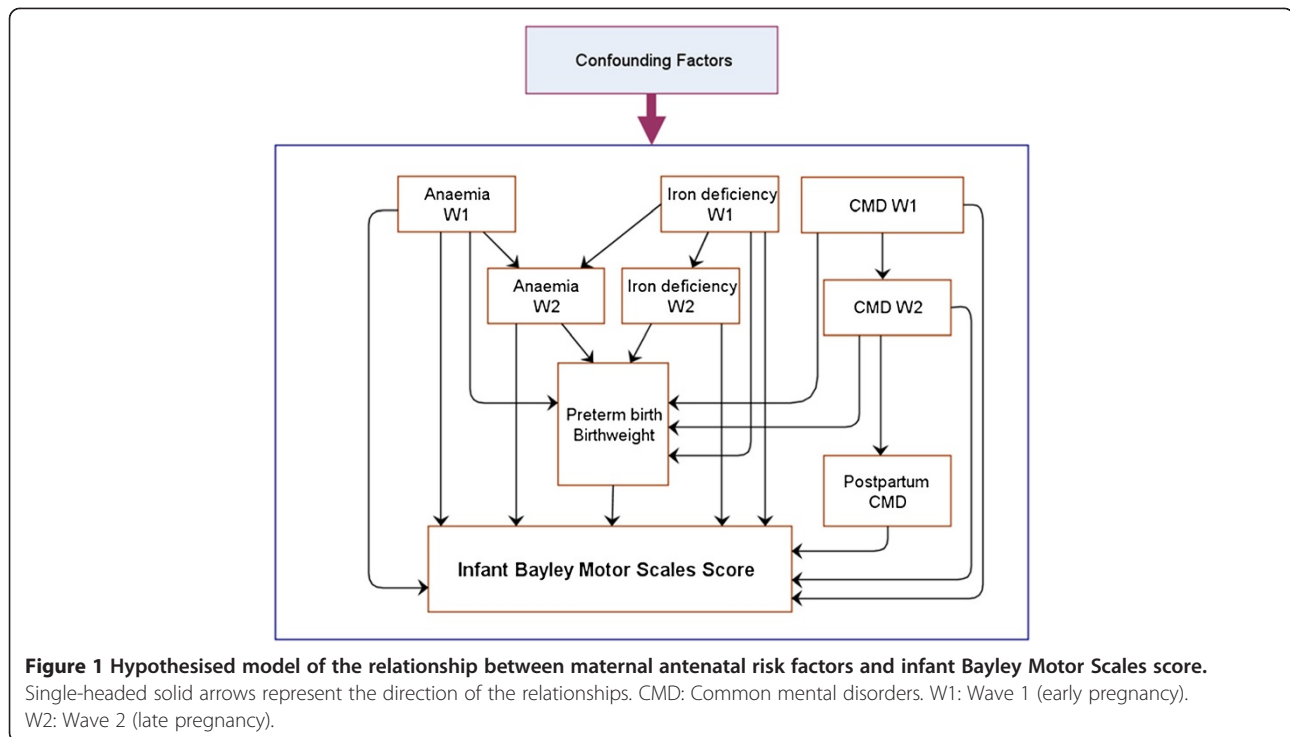 Confounding Factors
Anaemia
W1
Iron deficiency
W1
CMD W1
Anaemia
W2
Iron deficiency
W2
CMD W2
Preterm birth
Birthweight
Postpartum
CMD
Infant Bayley Motor Scales Score
Figure 1 Hypothesised model of the relationship between maternal antenatal risk factors and infant Bayley Motor Scales score.
Single-headed solid arrows represent the direction of the relationships. CMD: Common mental disorders. W1: Wave 1 (early pregnancy).
W2: Wave 2 (late pregnancy).